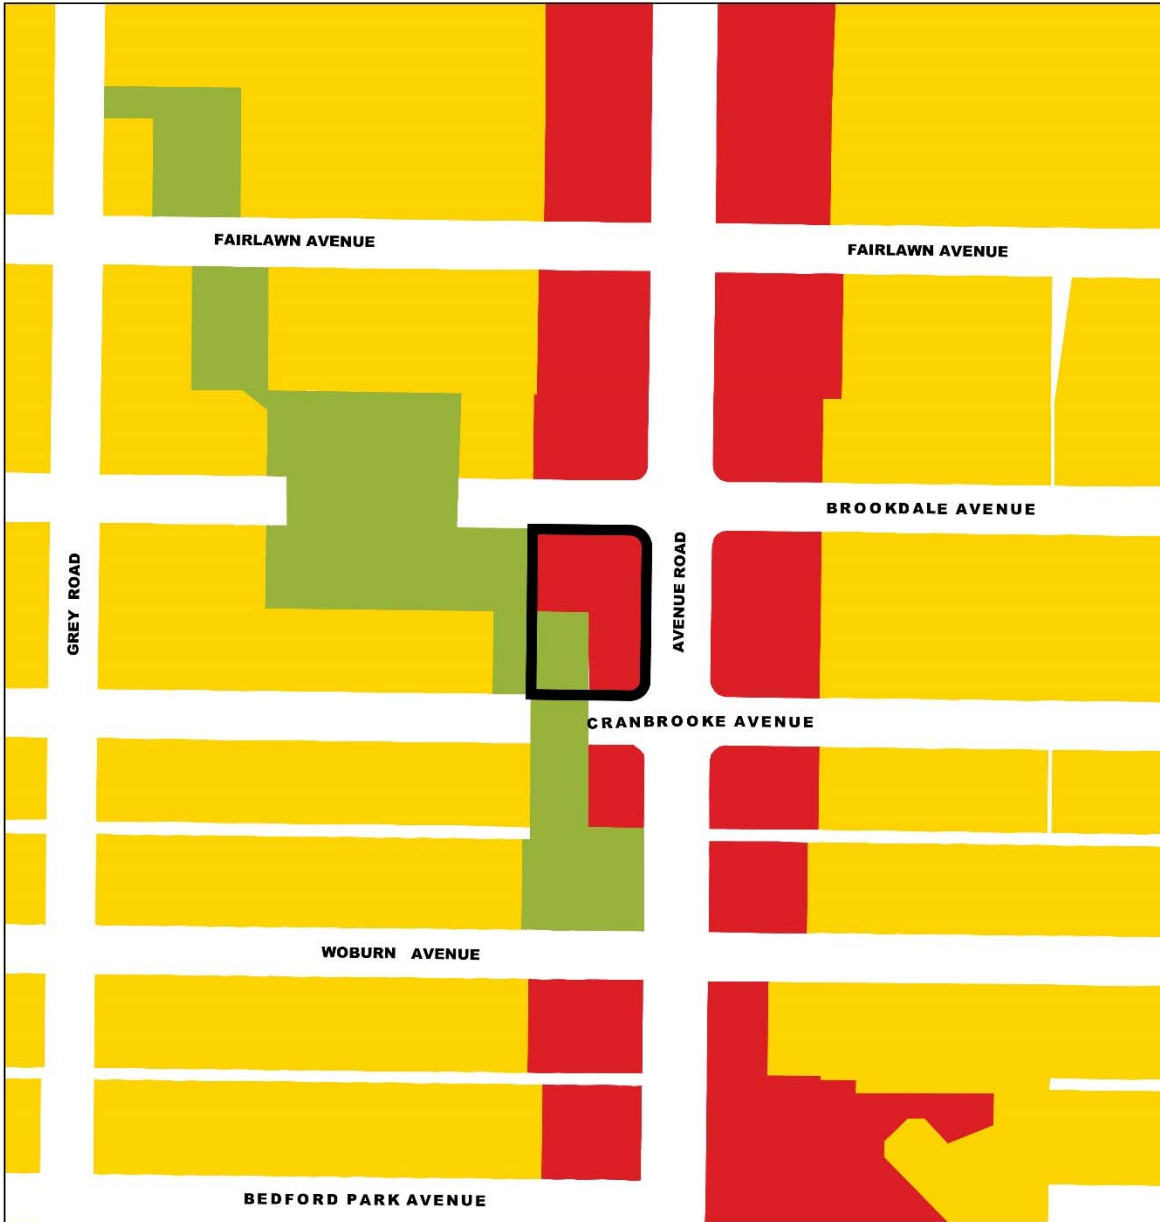 FAIRLAWN AVENUE
FAIRLAWN AVENUE
BROOKDALE AVENUE
GREY ROAD
AVENUE ROAD
CRANBROOKE AVENUE
WOBURN AVENUE
BEDFORD PARK AVENUE